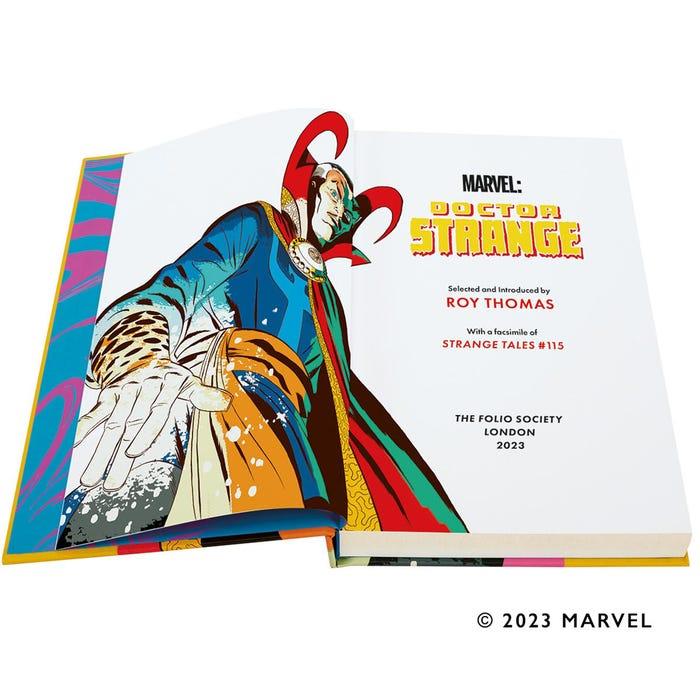 MARVEL:
DOCTOR
STRANGE
Selected and Introduced by
ROY THOMAS
With a facsimile of
STRANGE TALES #115
THE FOLIO SOCIETY
LONDON
2023
© 2023 MARVEL